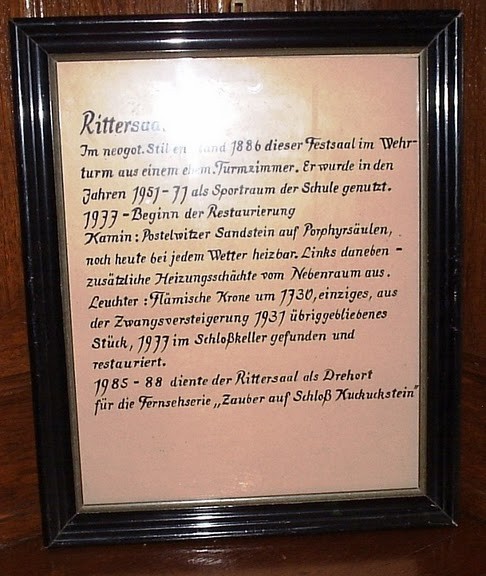 Rittersaa
Im neogot. Stil en tand 1886 dieser Festsaal im Wehr-
turm aus einem ehem. Turmzimmer. Er wurde in den
Jahren 1951-77 als Sportraum der Schule genutzt.
1977 - Beginn der Restaurierung
Kamin: Postelwitzer Sandstein auf Porphyrsäulen,
noch heute bei jedem Wetter heizbar. Links daneben -
zusätzliche Heizungsschächte vom Nebenraum aus.
Leuchter: Flämische Krone um 1730, einziges, aus
der Zwangsversteigerung 1931 übriggebliebenes
Stück, 1977 im Schloßkeller gefunden und
restauriert.
1985 - 88 diente der Rittersaal als Drehort
für die Fernsehserie „Zauber auf Schloß Kuckuckstein"